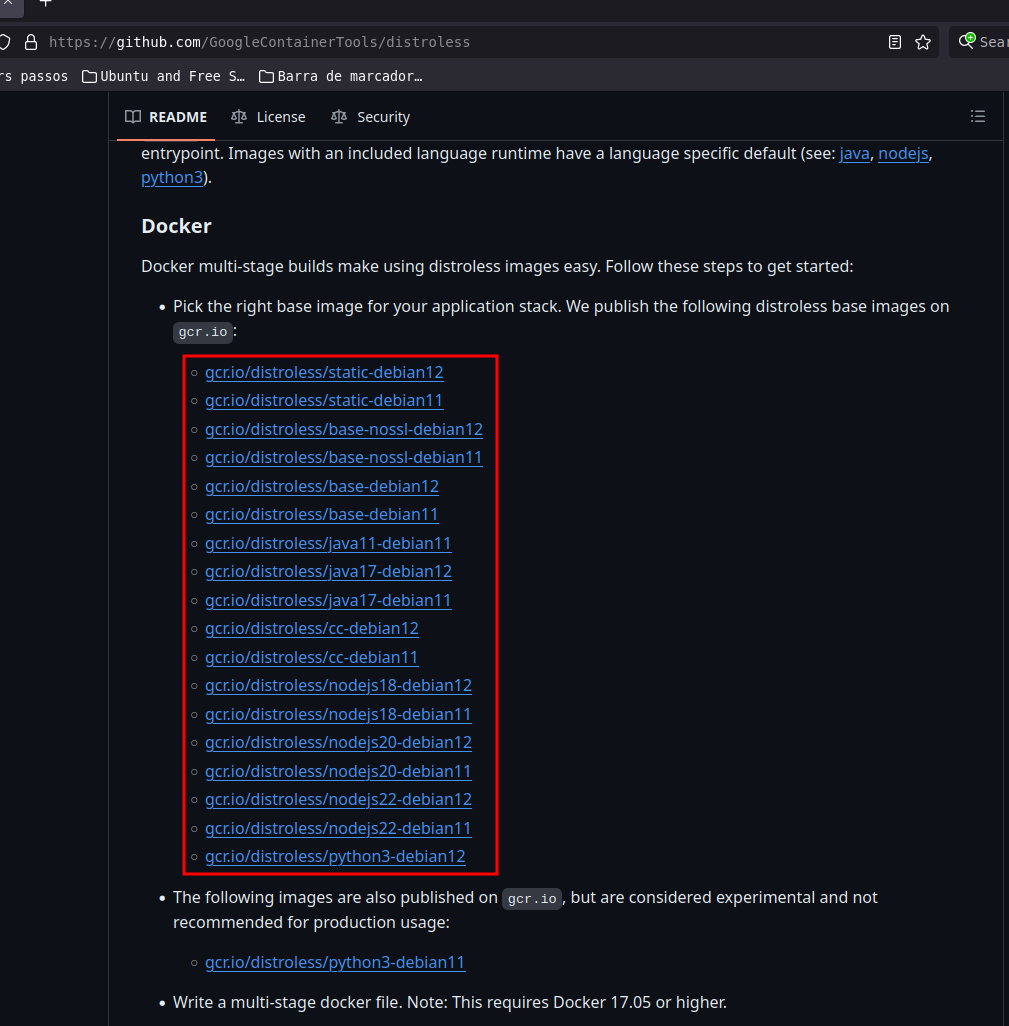 https://github.com/GoogleContainerTools/distroless
Sear
rs passos Ubuntu and Free S… Barra de marcador…
README License Security
entrypoint. Images with an included language runtime have a language specific default (see: java, nodejs,
python3).
Docker
Docker multi-stage builds make using distroless images easy. Follow these steps to get started:
• Pick the right base image for your application stack. We publish the following distroless base images on
gcr.io:
◦ gcr.io/distroless/static-debian12
◦ gcr.io/distroless/static-debian11
◦ gcr.io/distroless/base-nossl-debian12
◦ gcr.io/distroless/base-nossl-debian11
◦ gcr.io/distroless/base-debian12
◦ gcr.io/distroless/base-debian11
◦ gcr.io/distroless/java11-debian11
◦ gcr.io/distroless/java17-debian12
◦ gcr.io/distroless/java17-debian11
◦ gcr.io/distroless/cc-debian12
◦ gcr.io/distroless/cc-debian11
◦ gcr.io/distroless/nodejs18-debian12
◦ gcr.io/distroless/nodejs18-debian11
◦ gcr.io/distroless/nodejs20-debian12
◦ gcr.io/distroless/nodejs20-debian11
◦ gcr.io/distroless/nodejs22-debian12
◦ gcr.io/distroless/nodejs22-debian11
◦ gcr.io/distroless/python3-debian12
• The following images are also published on gcr.io, but are considered experimental and not
recommended for production usage:
◦ gcr.io/distroless/python3-debian11
• Write a multi-stage docker file. Note: This requires Docker 17.05 or higher.